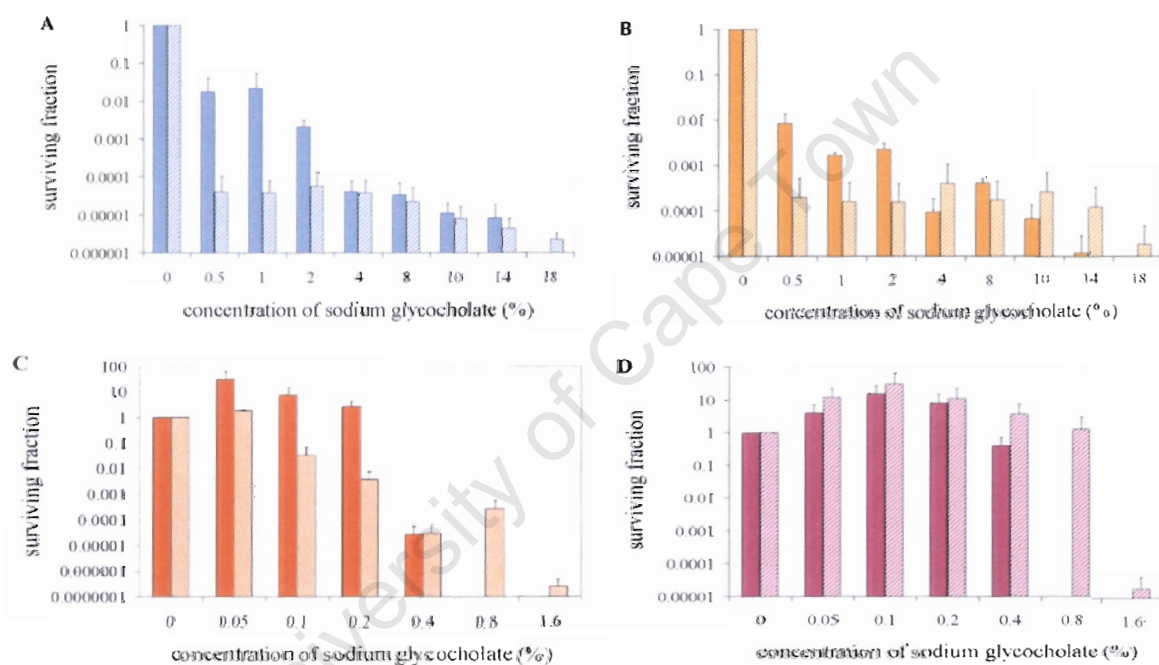 A
surviving fraction
1
0.1
0.01
0.001
0.0001
0.00001
0.000001
0 0.5 1 2 4 8 10 14 18
concentration of sodium glycocholate (%)
B
surviving fraction
1
0.1
0.01
0.001
0.0001
0.00001
0 0.5 1 2 4 8 10 14 18
concentration of sodium glycocholate (%)
C
surviving fraction
100
10
1
0.1
0.01
0.001
0.0001
0.00001
0.000001
0.0000001
0 0.05 0.1 0.2 0.4 0.8 1.6
concentration of sodium glycocholate (%)
D
surviving fraction
100
10
1
0.1
0.01
0.001
0.0001
0.00001
0 0.05 0.1 0.2 0.4 0.8 1.6
concentration of sodium glycocholate (%)
University of Cape Town